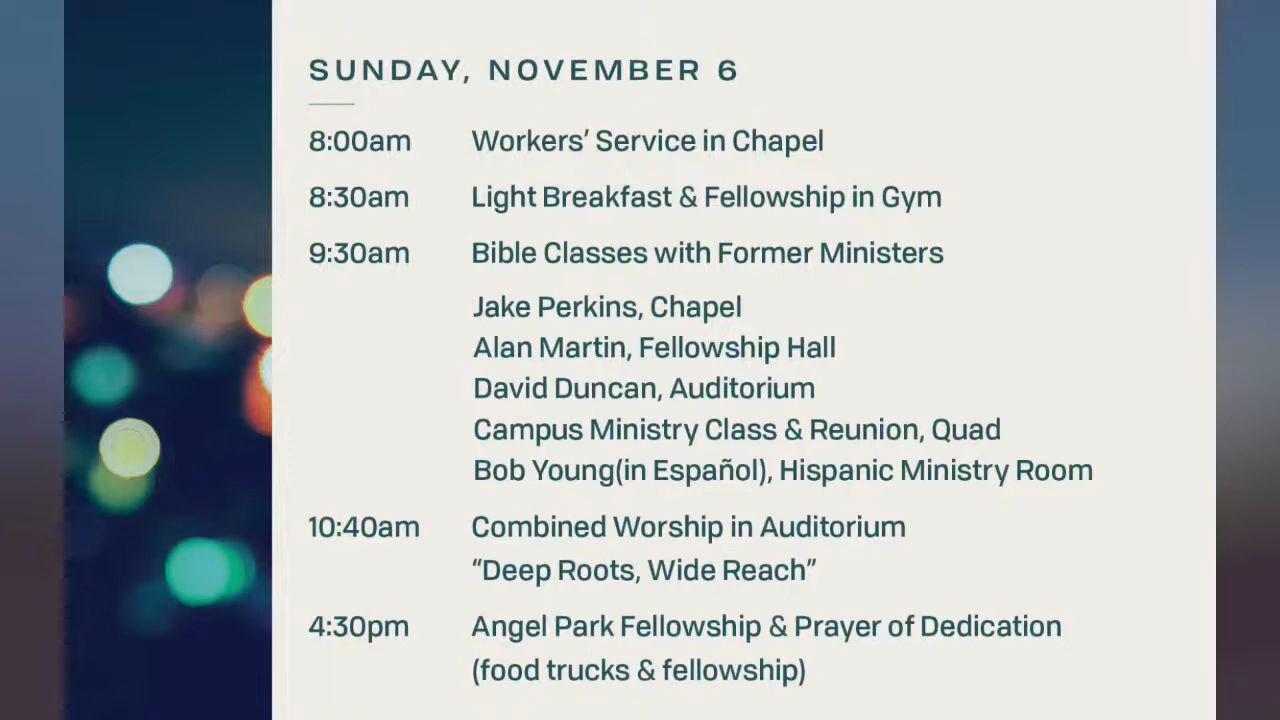 SUNDAY, NOVEMBER 6
8:00am Workers’ Service in Chapel
8:30am Light Breakfast & Fellowship in Gym
9:30am Bible Classes with Former Ministers
Jake Perkins, Chapel
Alan Martin, Fellowship Hall
David Duncan, Auditorium
Campus Ministry Class & Reunion, Quad
Bob Young(in Español), Hispanic Ministry Room
10:40am Combined Worship in Auditorium
“Deep Roots, Wide Reach”
4:30pm Angel Park Fellowship & Prayer of Dedication
(food trucks & fellowship)